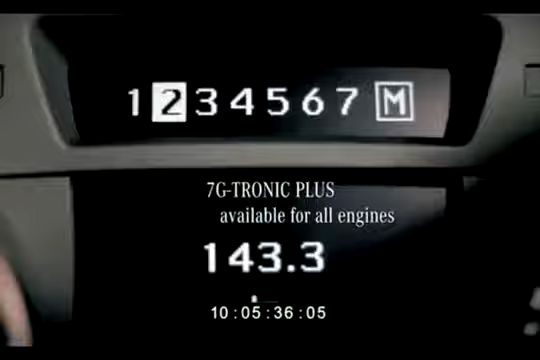 1 2 3 4 5 6 7 M
7G-TRONIC PLUS
available for all engines
143.3
10:05:36:05